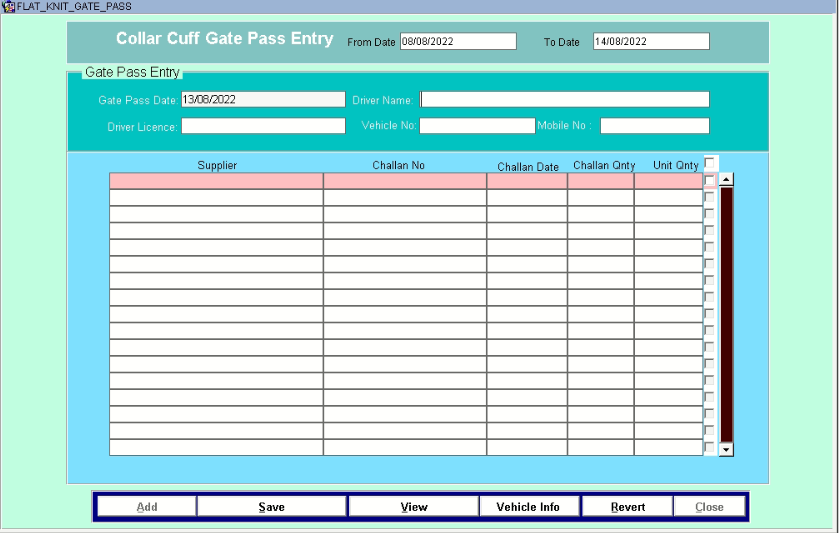 FLAT_KNIT_GATE_PASS
Collar Cuff Gate Pass Entry From Date 08/08/2022 To Date 14/08/2022
Gate Pass Entry
Gate Pass Date: 13/08/2022 Driver Name:
Driver Licence: Vehicle No: Mobile No :
Supplier Challan No Challan Date Challan Qnty Unit Qnty
Add Save View Vehicle Info Revert Close